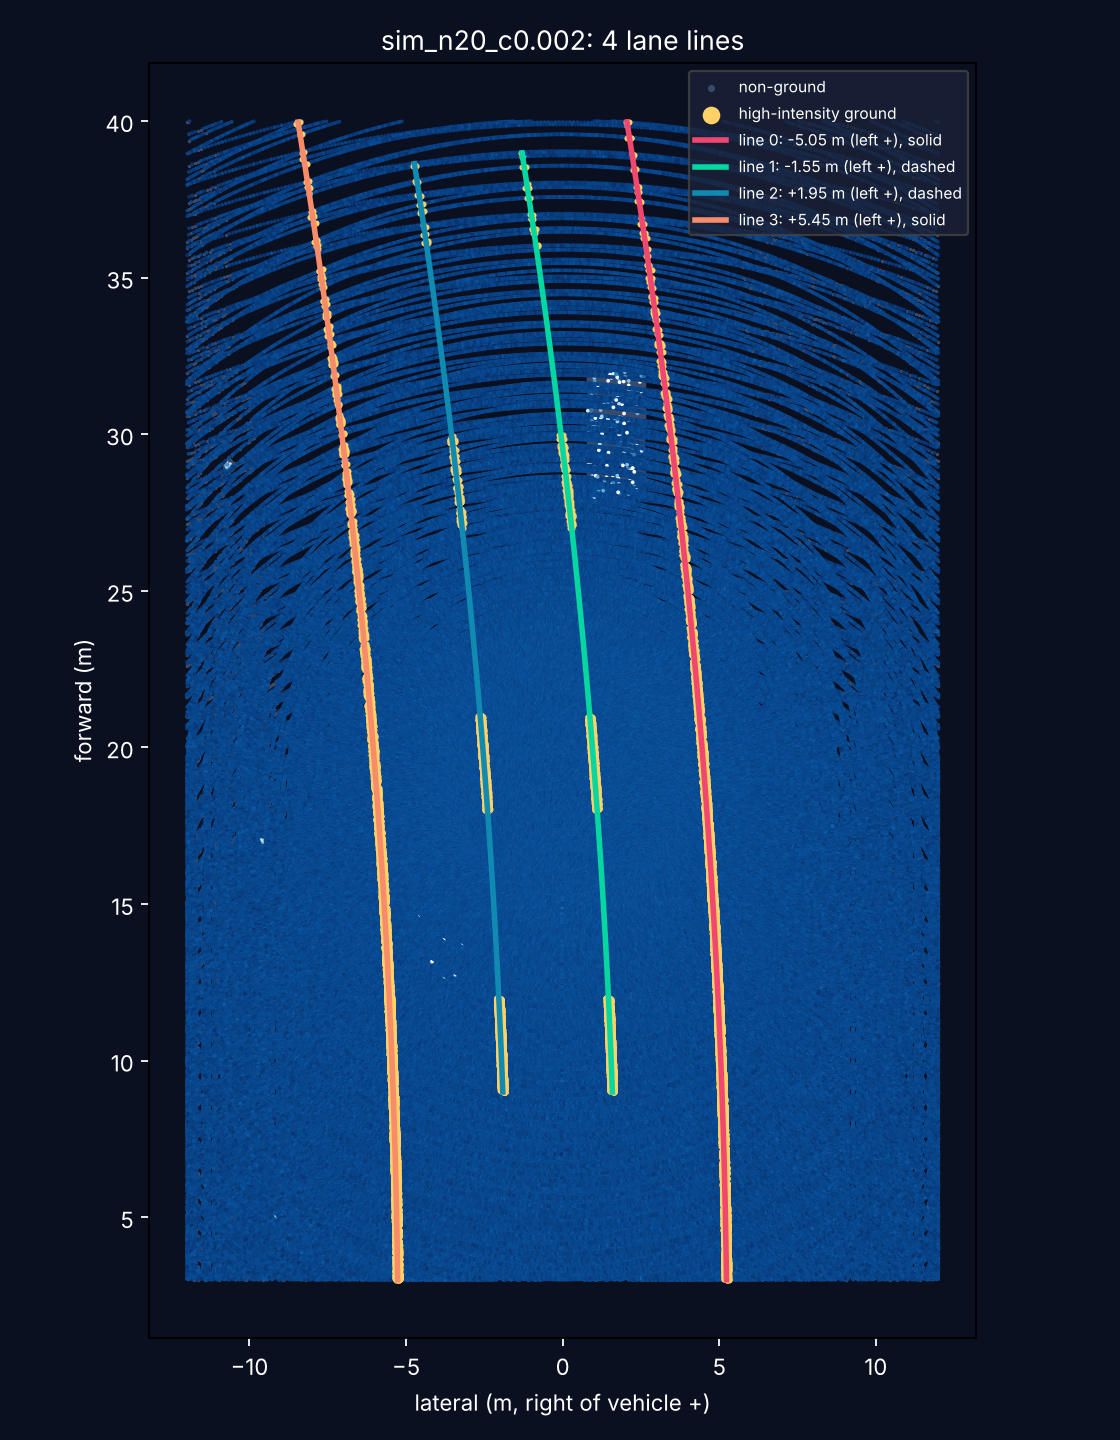 sim_n20_c0.002: 4 lane lines
non-ground
high-intensity ground
line 0: -5.05 m (left +), solid
line 1: -1.55 m (left +), dashed
line 2: +1.95 m (left +), dashed
line 3: +5.45 m (left +), solid
40
35
30
25
20
15
10
5
forward (m)
−10
−5
0
5
10
lateral (m, right of vehicle +)